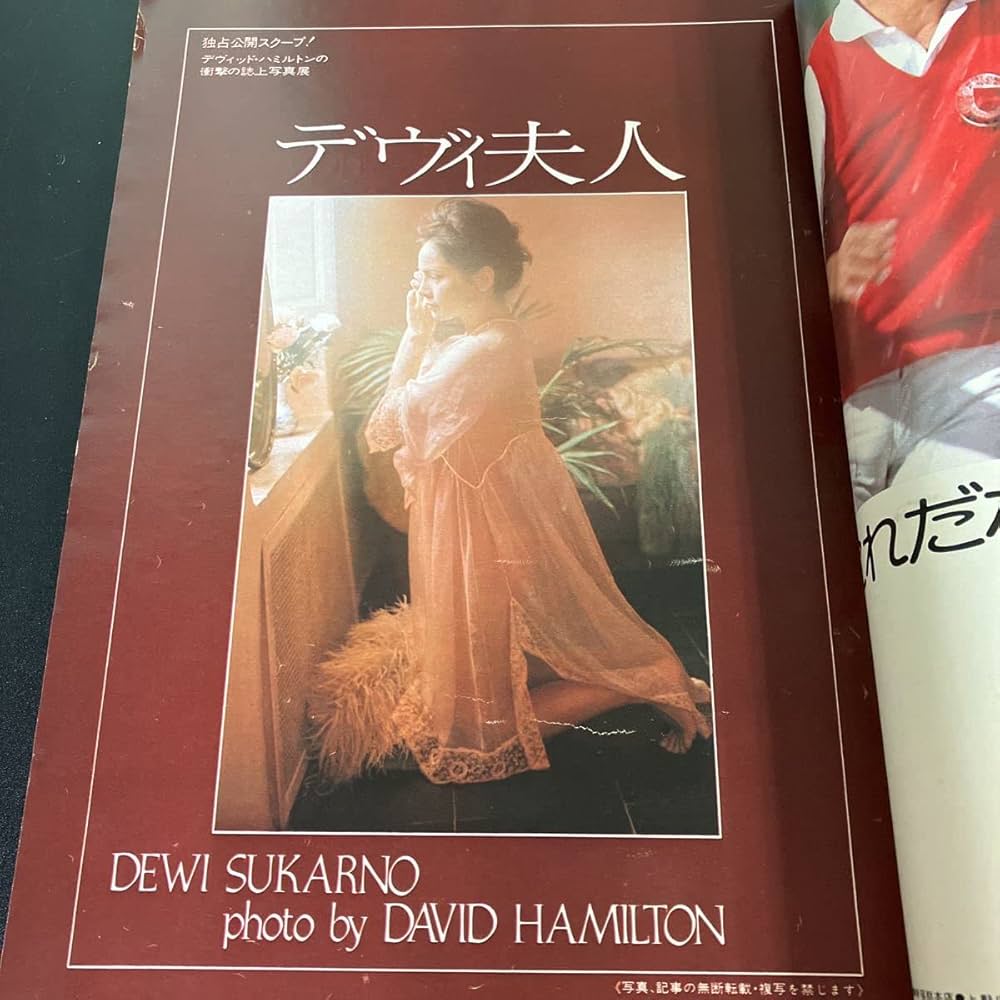 独占公開スクープ!
デヴィッド・ハミルトンの
衝撃の誌上写真展
デヴィ夫人
DEWI SUKARNO
photo by DAVID HAMILTON
《写真、記事の無断転載・複写を禁じます》
れだ